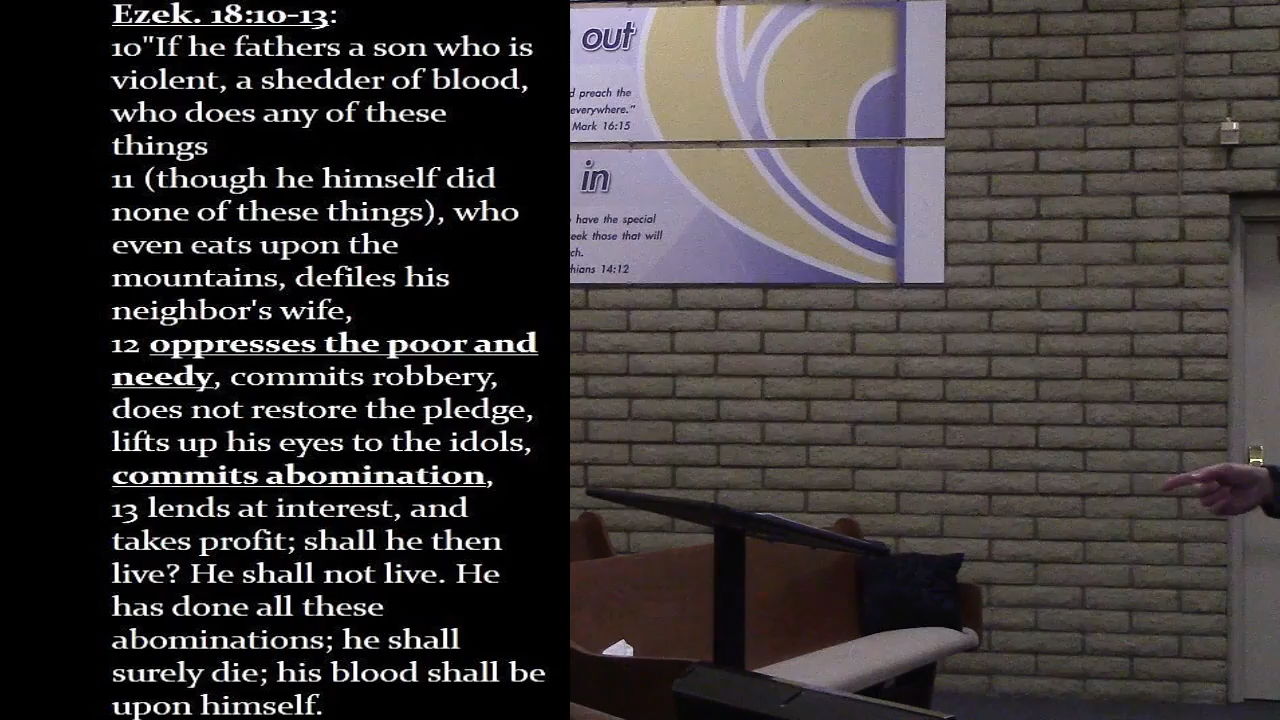 Ezek. 18:10-13:
10"If he fathers a son who is
violent, a shedder of blood,
who does any of these
things
11 (though he himself did
none of these things), who
even eats upon the
mountains, defiles his
neighbor's wife,
12 oppresses the poor and
needy, commits robbery,
does not restore the pledge,
lifts up his eyes to the idols,
commits abomination,
13 lends at interest, and
takes profit; shall he then
live? He shall not live. He
has done all these
abominations; he shall
surely die; his blood shall be
upon himself.
out
preach the
everywhere."
Mark 16:15
in
have the special
those that will
14:12